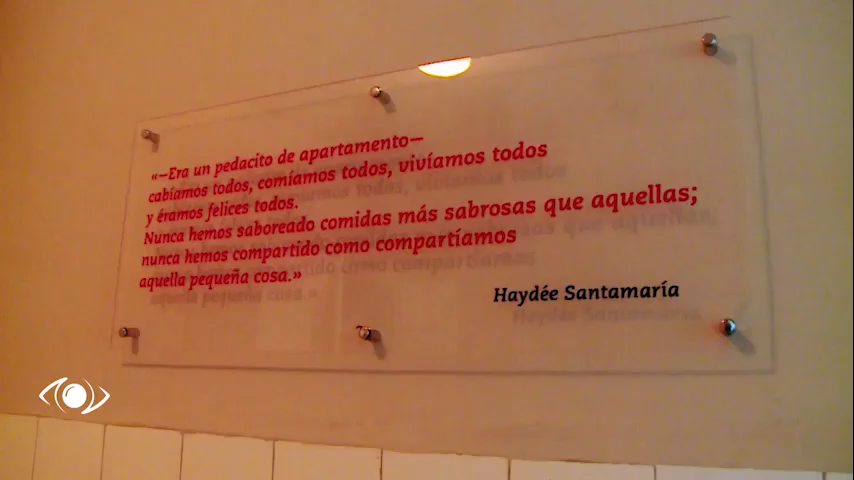 «—Era un pedacito de apartamento—
cabíamos todos, comíamos todos, vivíamos todos
y éramos felices todos.
Nunca hemos saboreado comidas más sabrosas que aquellas;
nunca hemos compartido como compartíamos
aquella pequeña cosa.»
Haydée Santamaría